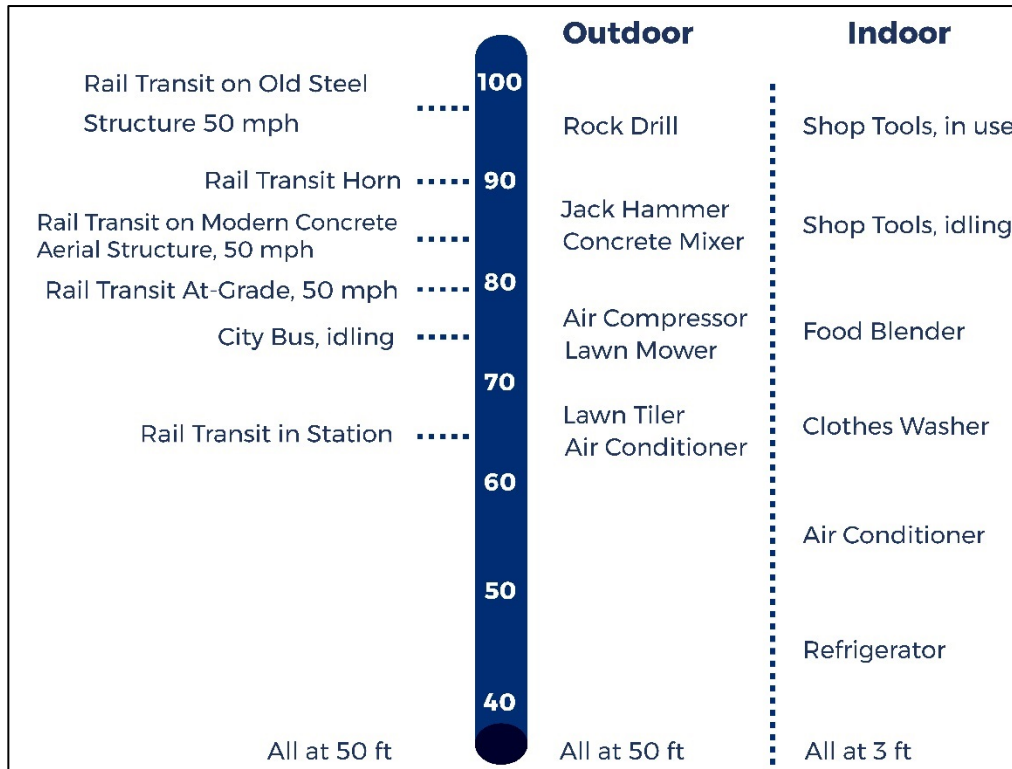 Outdoor
Indoor
Rail Transit on Old Steel
Structure 50 mph
100
Rock Drill
Shop Tools, in use
Rail Transit Horn
90
Rail Transit on Modern Concrete
Aerial Structure, 50 mph
Jack Hammer
Concrete Mixer
Shop Tools, idling
Rail Transit At-Grade, 50 mph
80
City Bus, idling
Air Compressor
Lawn Mower
Food Blender
70
Rail Transit in Station
Lawn Tiler
Air Conditioner
Clothes Washer
60
Air Conditioner
50
Refrigerator
40
All at 50 ft
All at 50 ft
All at 3 ft